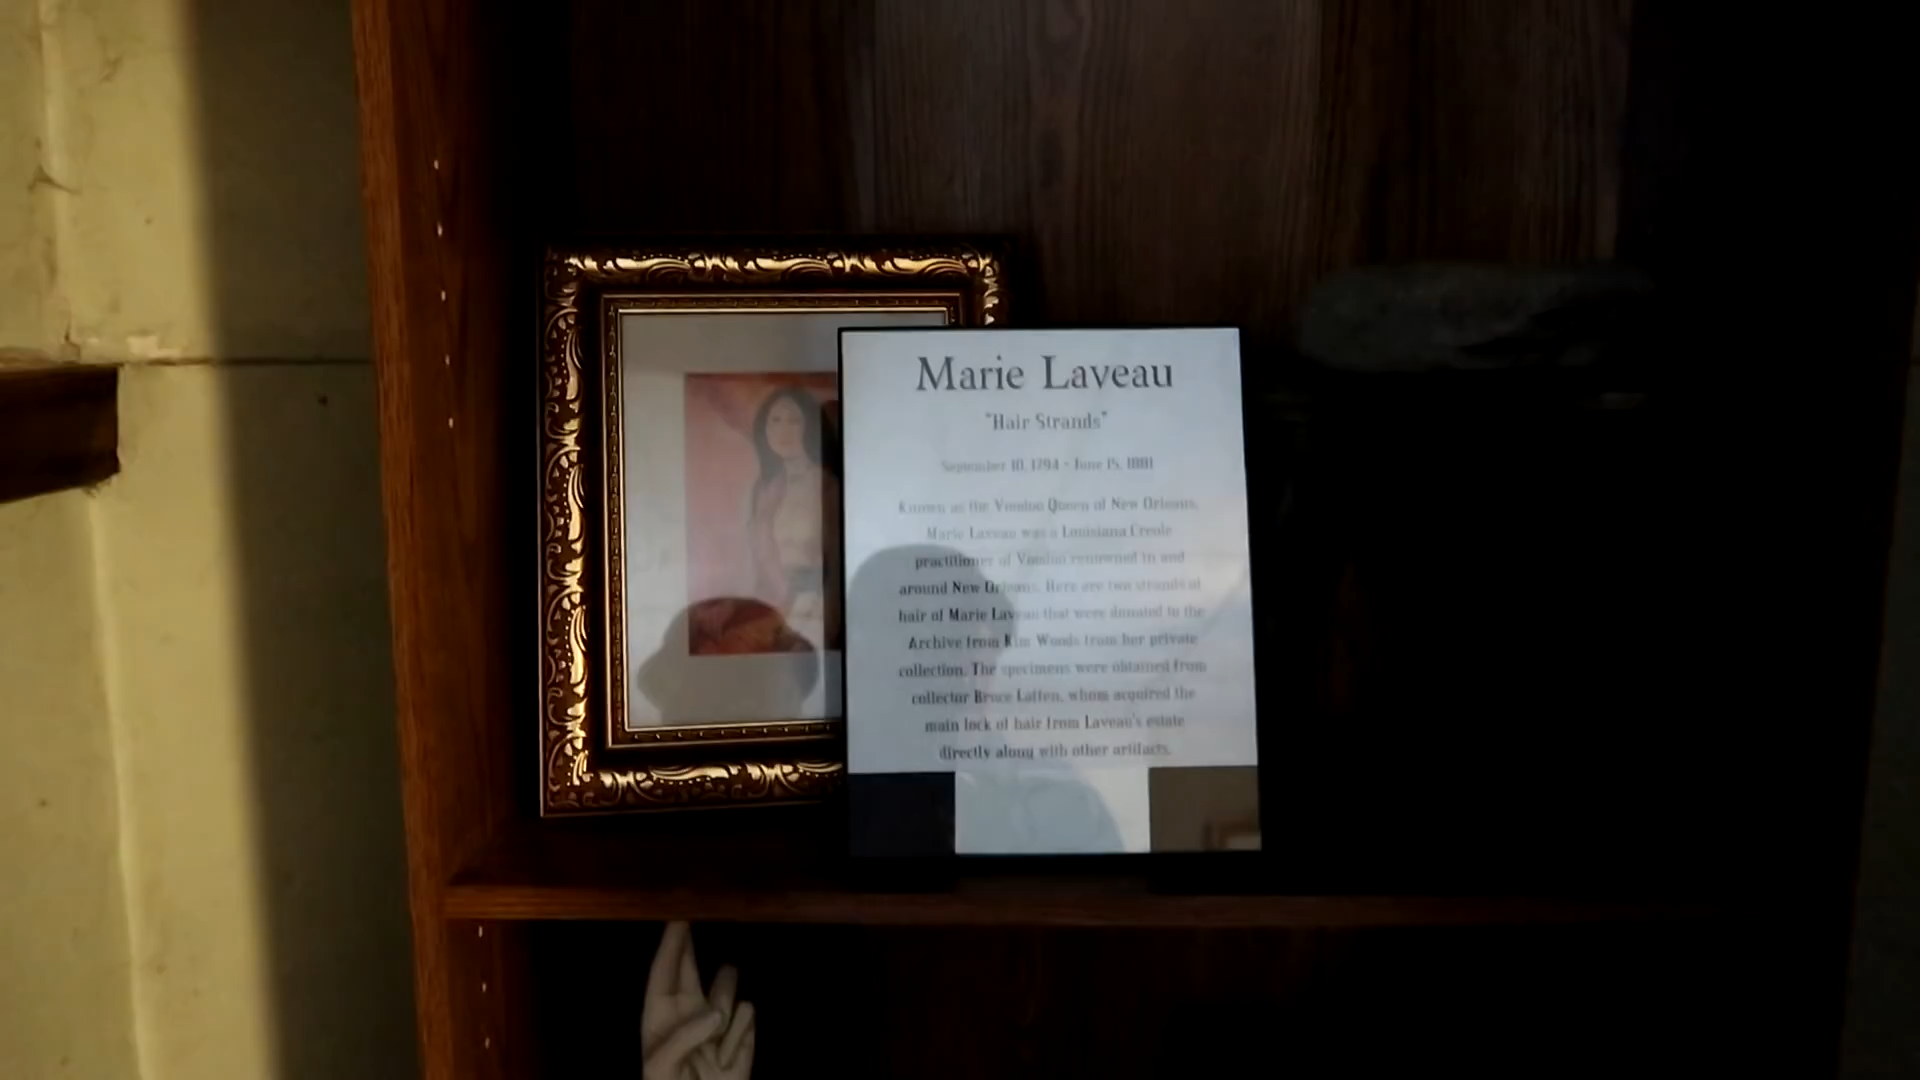 Marie Laveau
"Hair Strands"
September 10, 1794 - June 15, 1881
Known as the Voodoo Queen of New Orleans,
Marie Laveau was a Louisiana Creole
practitioner of Voodoo renowned in and
around New Orleans. Here are two strands of
hair of Marie Laveau that were donated to the
Archive from Kim Woods from her private
collection. The specimens were obtained from
collector Bruce Laffen, whom acquired the
main lock of hair from Laveau's estate
directly along with other artifacts.